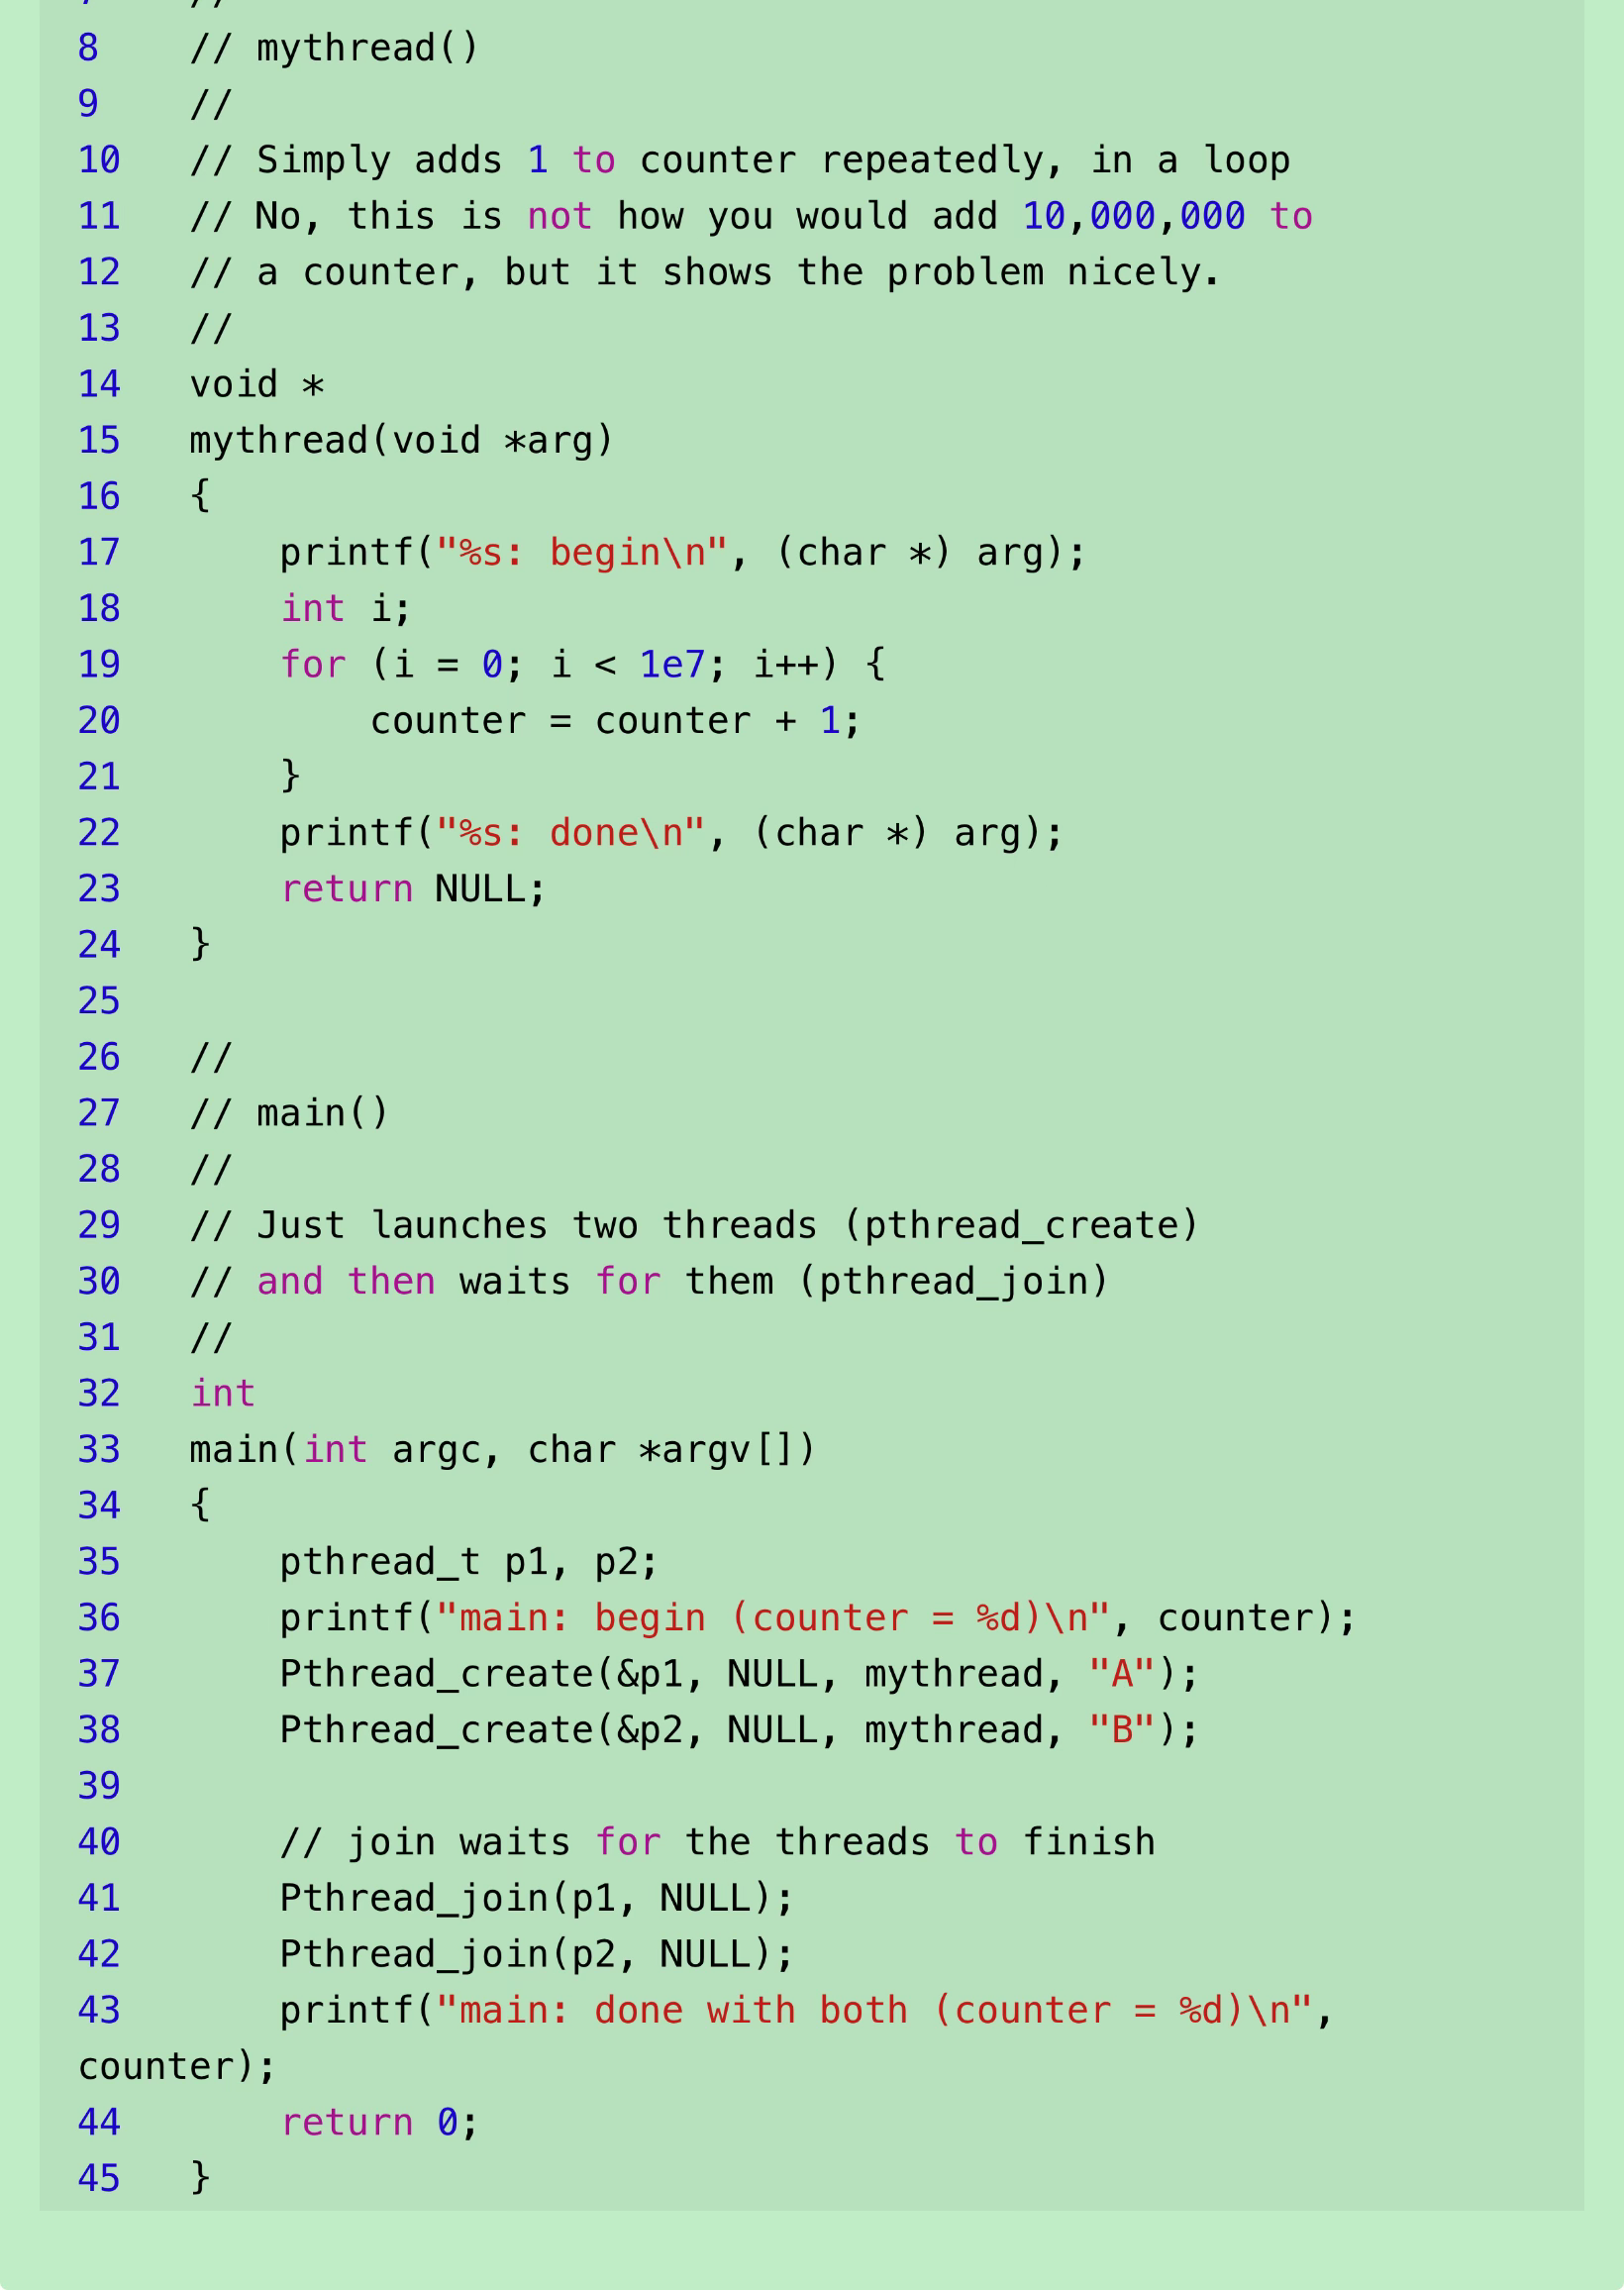 7    //
8    // mythread()
9    //
10   // Simply adds 1 to counter repeatedly, in a loop
11   // No, this is not how you would add 10,000,000 to
12   // a counter, but it shows the problem nicely.
13   //
14   void *
15   mythread(void *arg)
16   {
17       printf("%s: begin\n", (char *) arg);
18       int i;
19       for (i = 0; i < 1e7; i++) {
20           counter = counter + 1;
21       }
22       printf("%s: done\n", (char *) arg);
23       return NULL;
24   }
25
26   //
27   // main()
28   //
29   // Just launches two threads (pthread_create)
30   // and then waits for them (pthread_join)
31   //
32   int
33   main(int argc, char *argv[])
34   {
35       pthread_t p1, p2;
36       printf("main: begin (counter = %d)\n", counter);
37       Pthread_create(&p1, NULL, mythread, "A");
38       Pthread_create(&p2, NULL, mythread, "B");
39
40       // join waits for the threads to finish
41       Pthread_join(p1, NULL);
42       Pthread_join(p2, NULL);
43       printf("main: done with both (counter = %d)\n",
counter);
44       return 0;
45   }